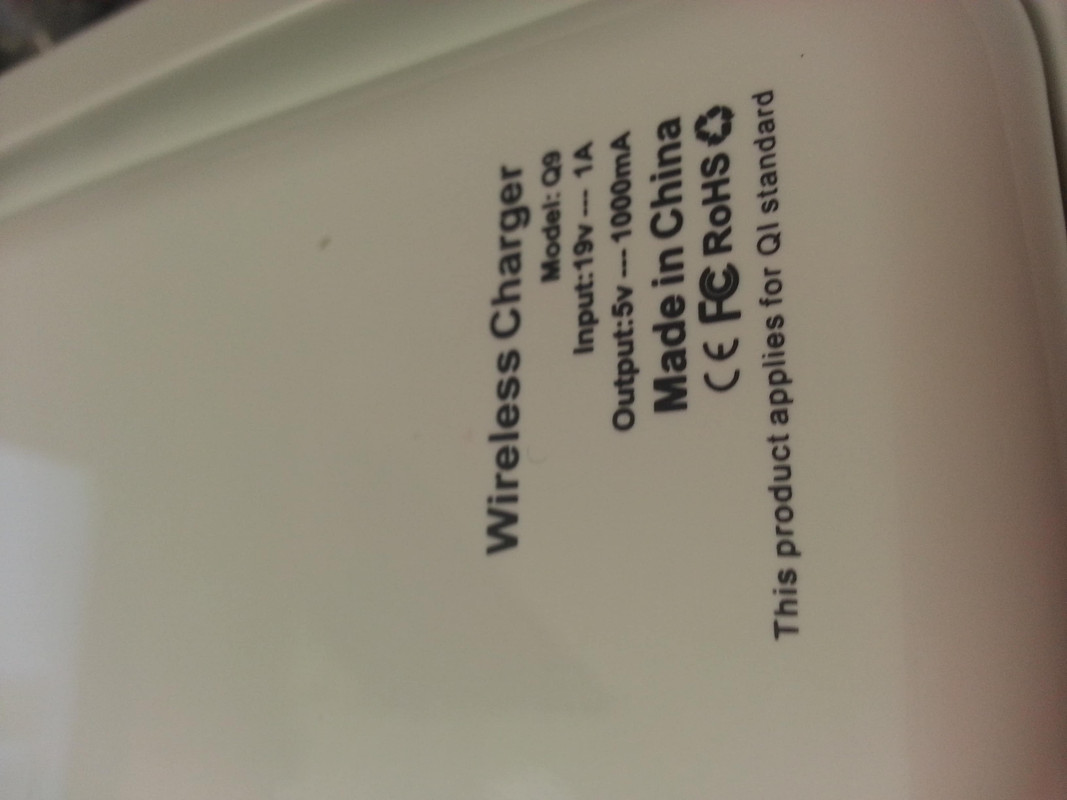 Wireless Charger
Model: Q9
Input:19v --- 1A
Output:5v --- 1000mA
Made in China
CE FC RoHS
This product applies for QI standard